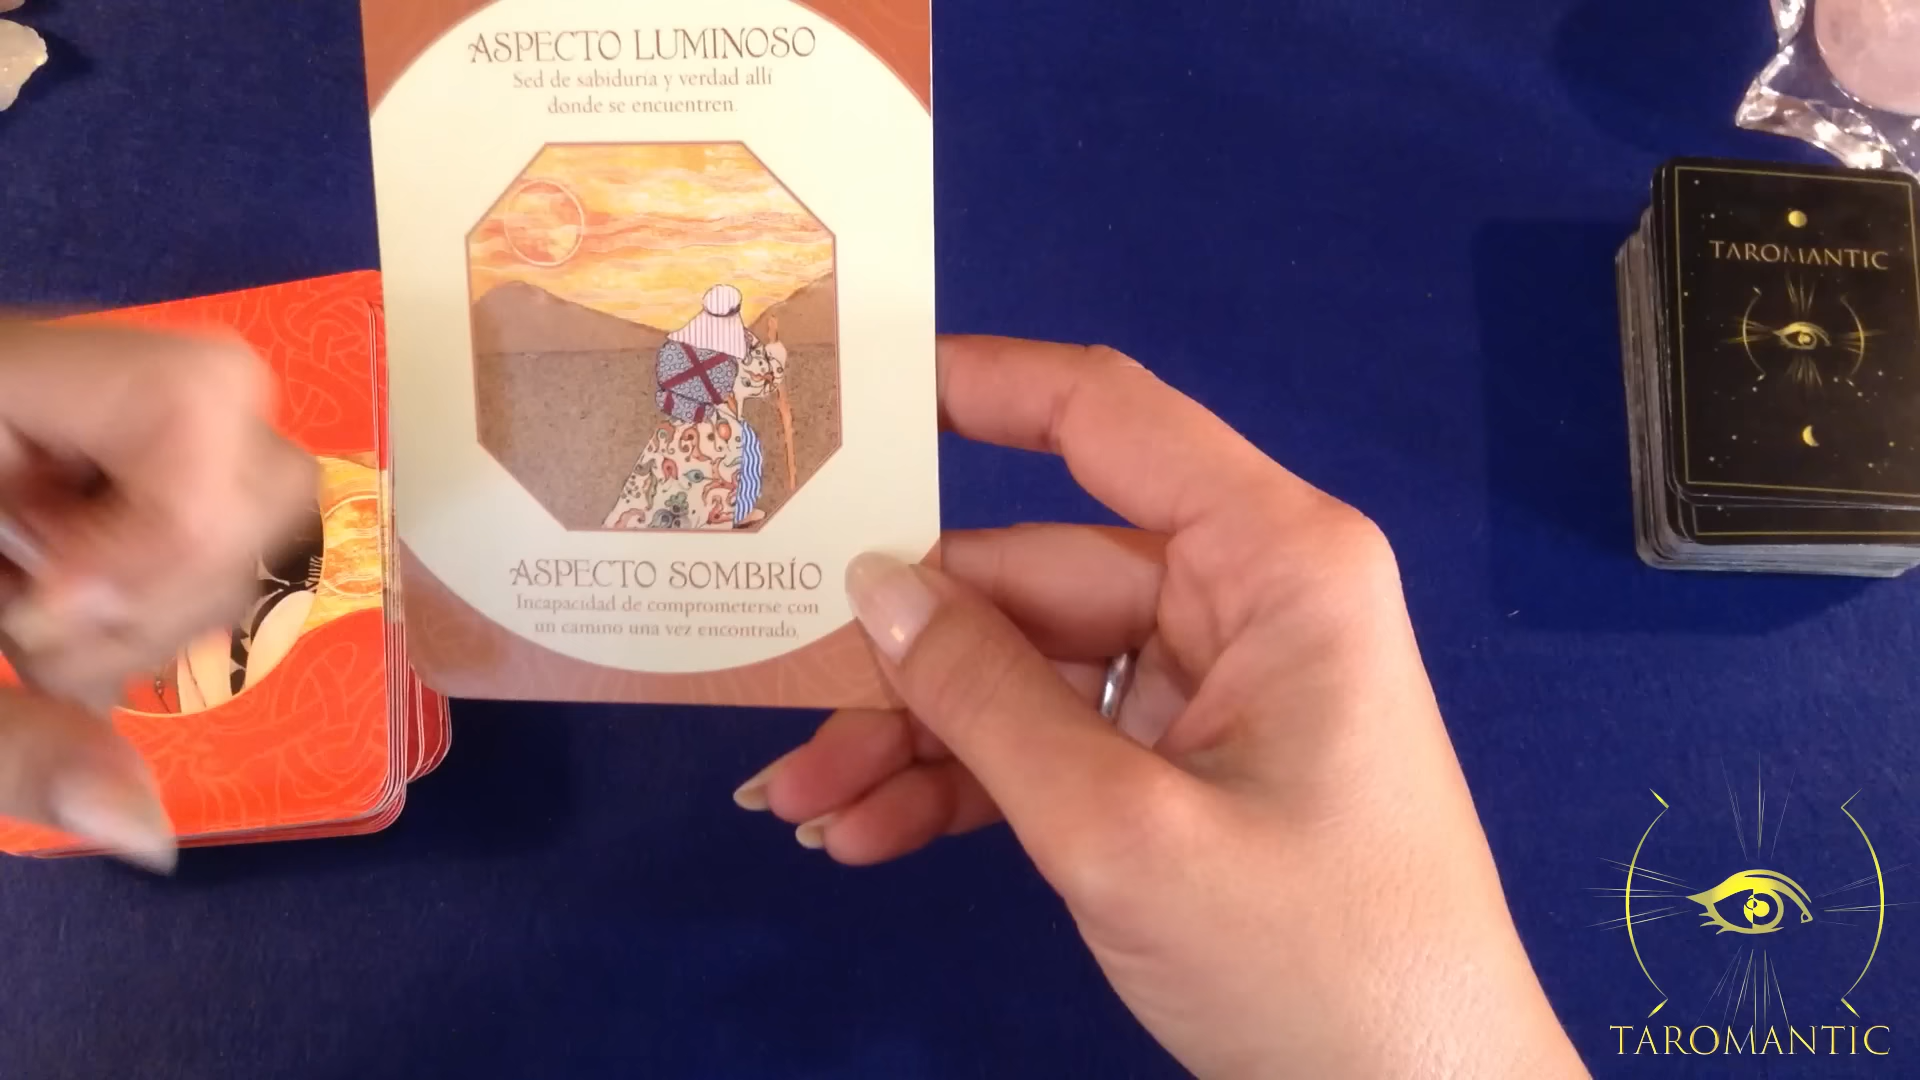 ASPECTO LUMINOSO
Sed de sabiduría y verdad allí
donde se encuentren.
ASPECTO SOMBRÍO
Incapacidad de comprometerse con
un camino una vez encontrado.
TAROMANTIC
TAROMANTIC